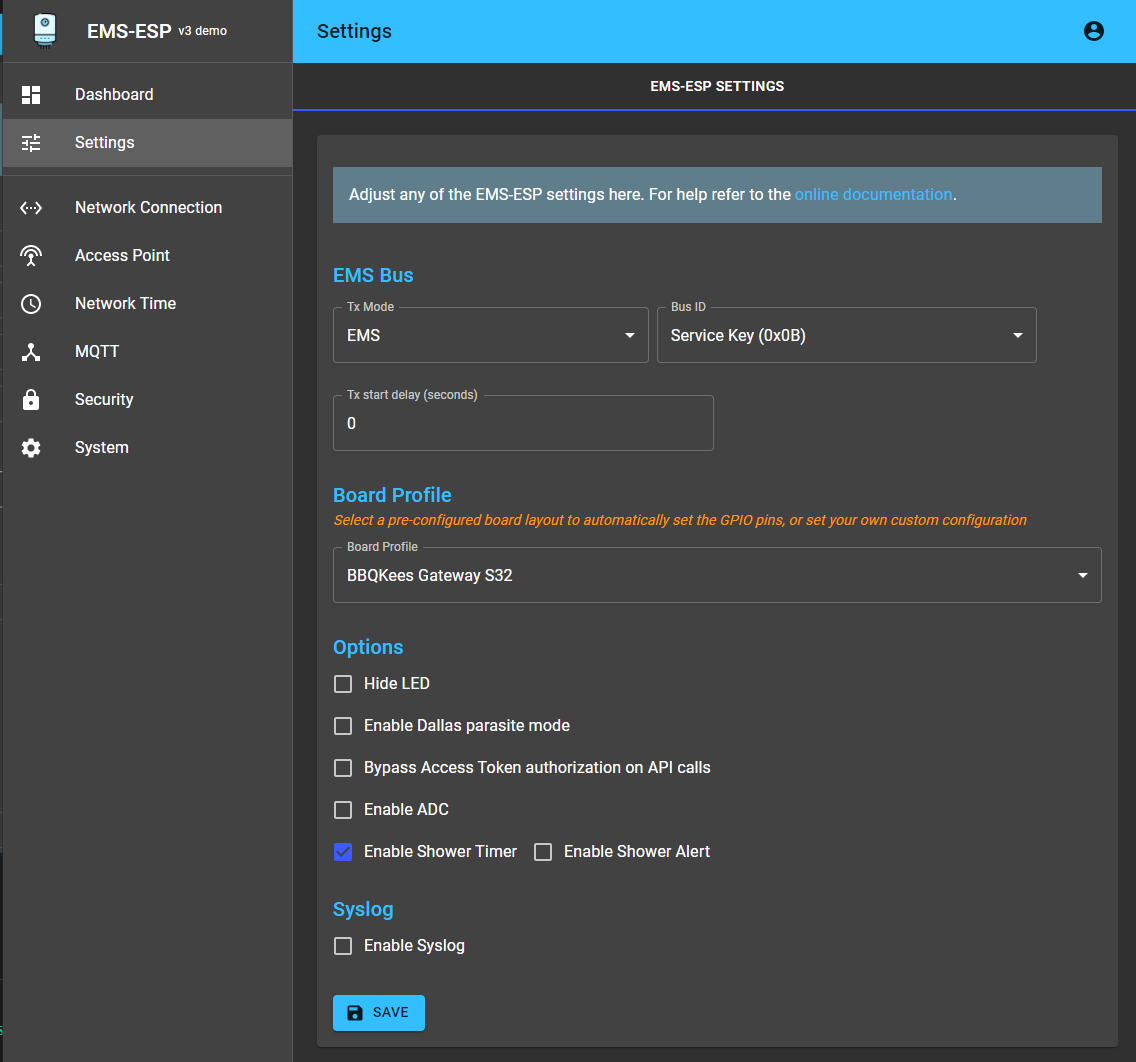 EMS-ESP v3 demo
Dashboard
Settings
Network Connection
Access Point
Network Time
MQTT
Security
System
Settings
EMS-ESP SETTINGS
Adjust any of the EMS-ESP settings here. For help refer to the online documentation.
EMS Bus
Tx Mode
EMS
Bus ID
Service Key (0x0B)
Tx start delay (seconds)
0
Board Profile
Select a pre-configured board layout to automatically set the GPIO pins, or set your own custom configuration
Board Profile
BBQKees Gateway S32
Options
Hide LED
Enable Dallas parasite mode
Bypass Access Token authorization on API calls
Enable ADC
Enable Shower Timer
Enable Shower Alert
Syslog
Enable Syslog
SAVE